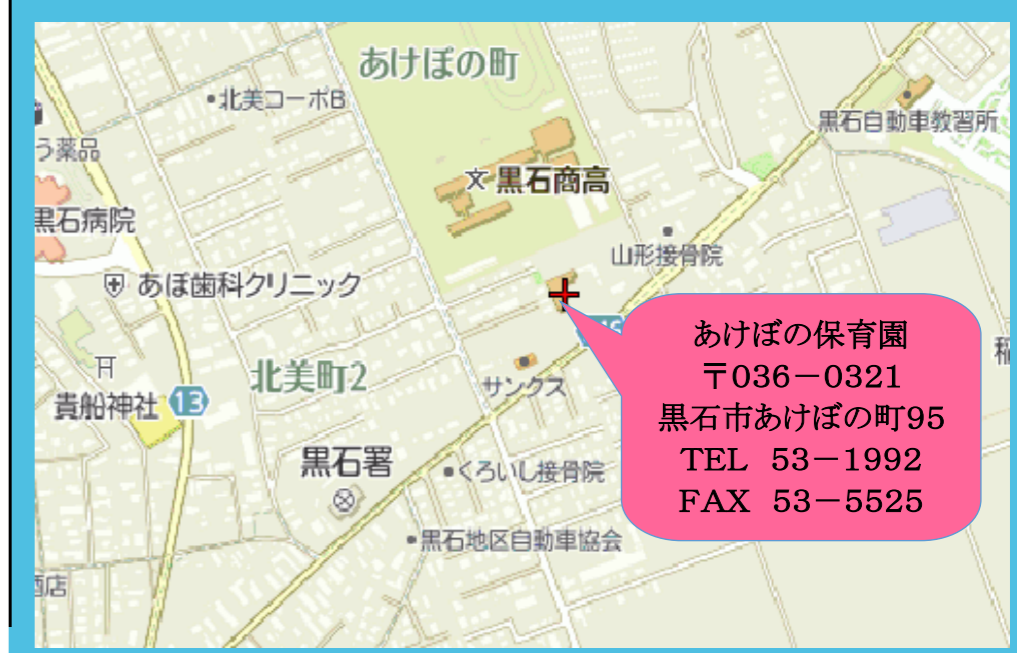 あけぼの町
北美コーポB
黒石自動車教習所
う薬品
文 黒石商高
黒石病院
山形接骨院
あぼ歯科クリニック
あけぼの保育園
〒036－0321
黒石市あけぼの町95
TEL 53－1992
FAX 53－5525
北美町2
サンクス
貴船神社
13
黒石署
くろいし接骨院
黒石地区自動車協会
酒店